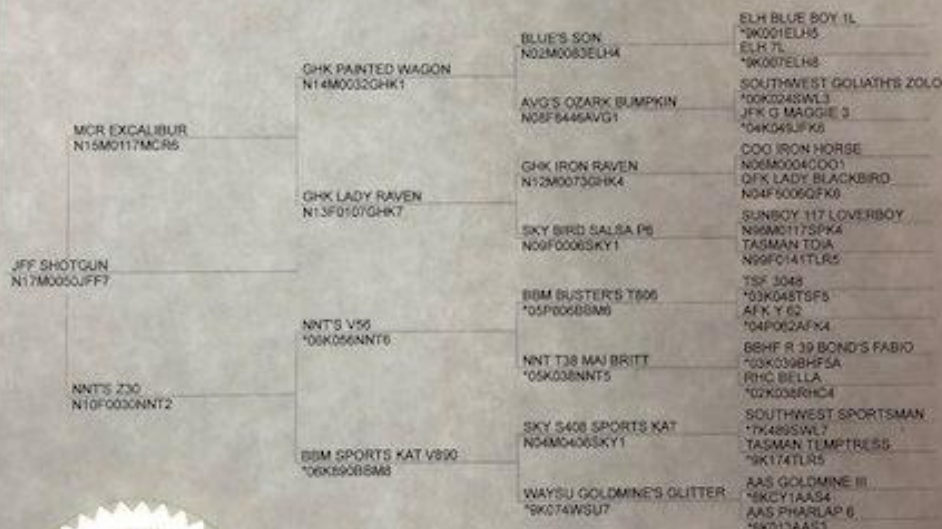 JFF SHOTGUN
N17M0050JFF7
MCR EXCALIBUR
N15M0117MCR6
NNT'S Z30
N10F0030NNT2
GHK PAINTED WAGON
N14M0032GHK1
GHK LADY RAVEN
N13F0107GHK7
NNT'S V56
*06K056NNT6
BBM SPORTS KAT V890
*06K890BBM8
BLUE'S SON
N02M0083ELH4
AVG'S OZARK BUMPKIN
N08F6446AVG1
GHK IRON RAVEN
N12M0073GHK4
SKY BIRD SALSA P6
N09F0006SKY1
BBM BUSTER'S T806
*05P006BBM6
NNT T38 MAJ BRITT
*05K038NNT5
SKY S408 SPORTS KAT
N04M0408SKY1
WAYSU GOLDMINE'S GLITTER
*9K074WSU7
ELH BLUE BOY 1L
*9K001ELH5
ELH 7L
*9K007ELH8
SOUTHWEST GOLIATH'S ZOLO
*00K024SWL3
JFK G MAGGIE 3
*04K049JFK6
COO IRON HORSE
N06M0004COO1
QFK LADY BLACKBIRD
N04F5006QFK6
SUNBOY 117 LOVERBOY
N96M0117SPK4
TASMAN TOIA
N99F0141TLR5
TSF 3048
*03K048TSF5
AFK Y 62
*04P062AFK4
BBHF R 39 BOND'S FABIO
*03K039BHF5A
RHC BELLA
*02K038RHC4
SOUTHWEST SPORTSMAN
*7K489SWL7
TASMAN TEMPTRESS
*9K174TLR5
AAS GOLDMINE III
*6KCY1AAS4
AAS PHARLAP 6